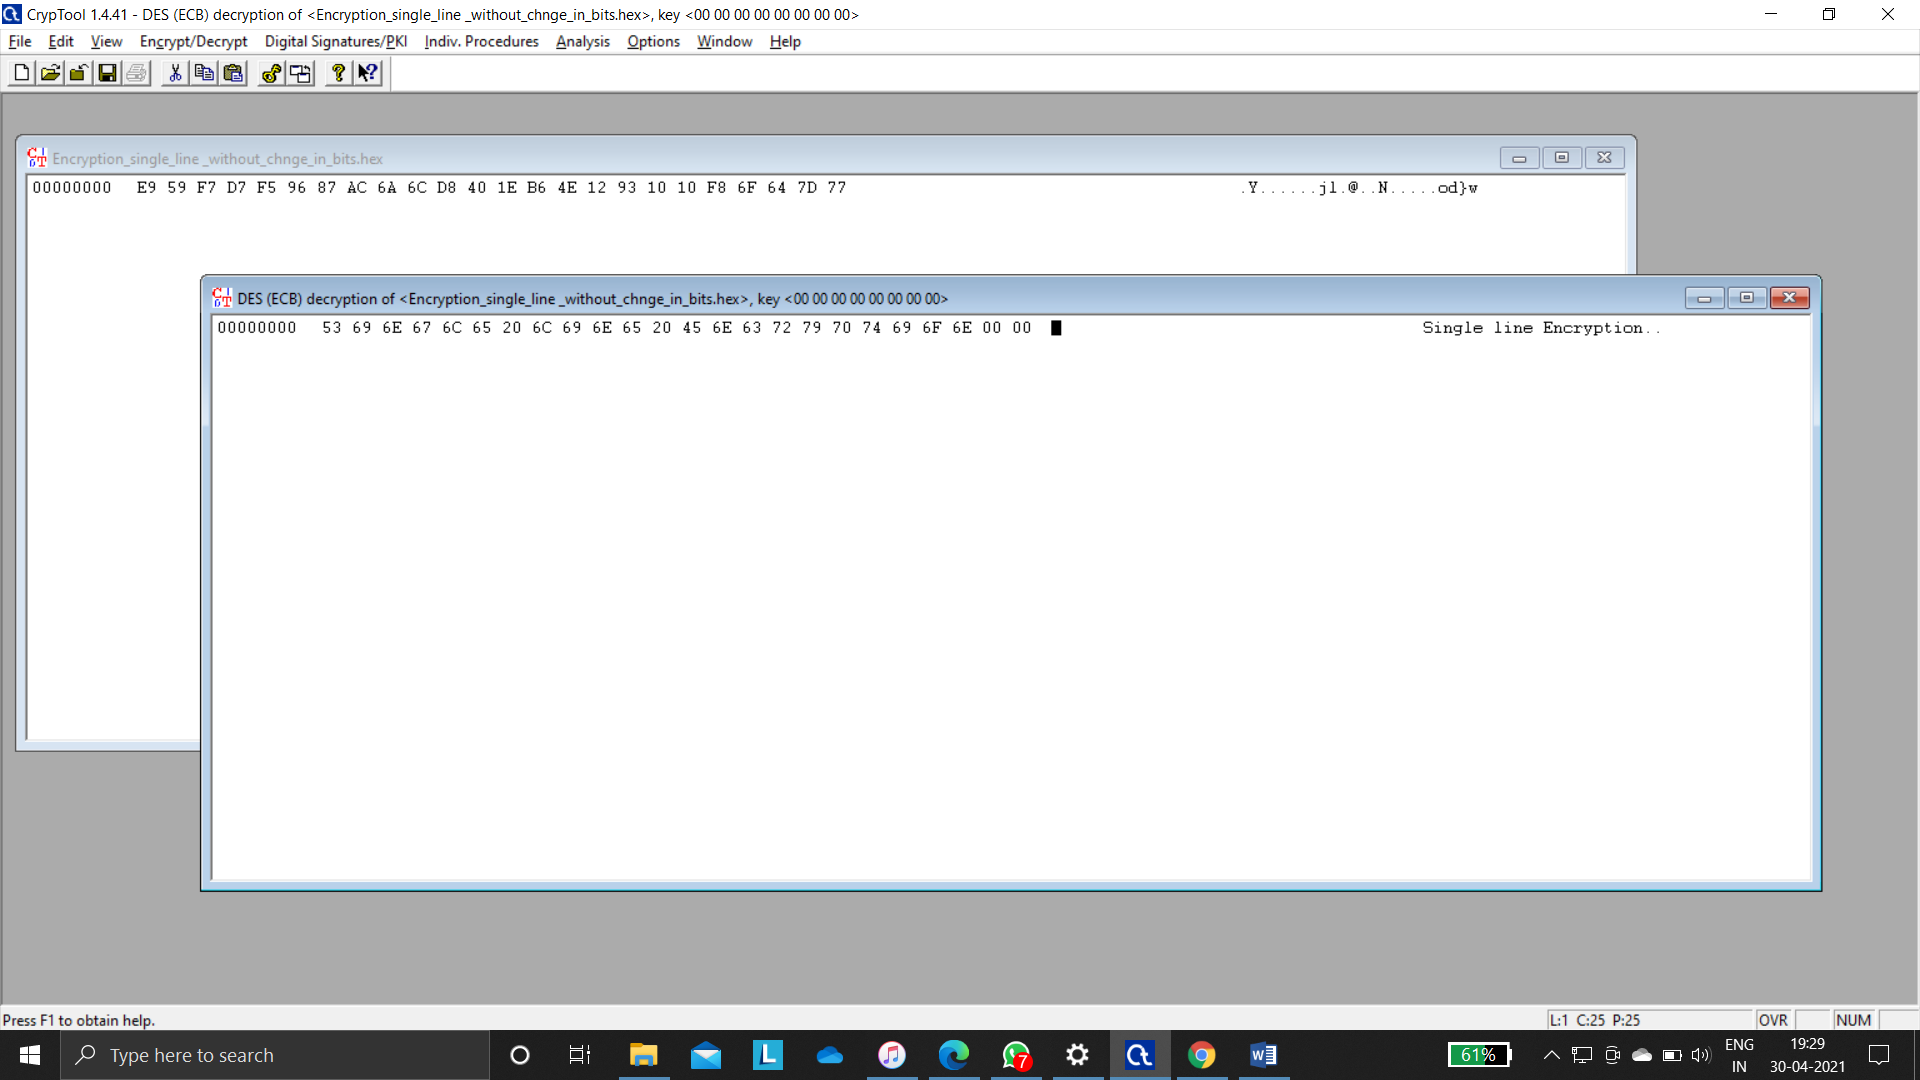 CrypTool 1.4.41 - DES (ECB) decryption of <Encryption_single_line _without_chnge_in_bits.hex>, key <00 00 00 00 00 00 00 00>
File Edit View Encrypt/Decrypt Digital Signatures/PKI Indiv. Procedures Analysis Options Window Help
Encryption_single_line _without_chnge_in_bits.hex
00000000 E9 59 F7 D7 F5 96 87 AC 6A 6C D8 40 1E B6 4E 12 93 10 10 F8 6F 64 7D 77 .Y......jl.@..N.....od}w
DES (ECB) decryption of <Encryption_single_line _without_chnge_in_bits.hex>, key <00 00 00 00 00 00 00 00>
00000000 53 69 6E 67 6C 65 20 6C 69 6E 65 20 45 6E 63 72 79 70 74 69 6F 6E 00 00 Single line Encryption..
Press F1 to obtain help.
L:1 C:25 P:25 OVR NUM
Type here to search
7
61%
ENG
IN
19:29
30-04-2021